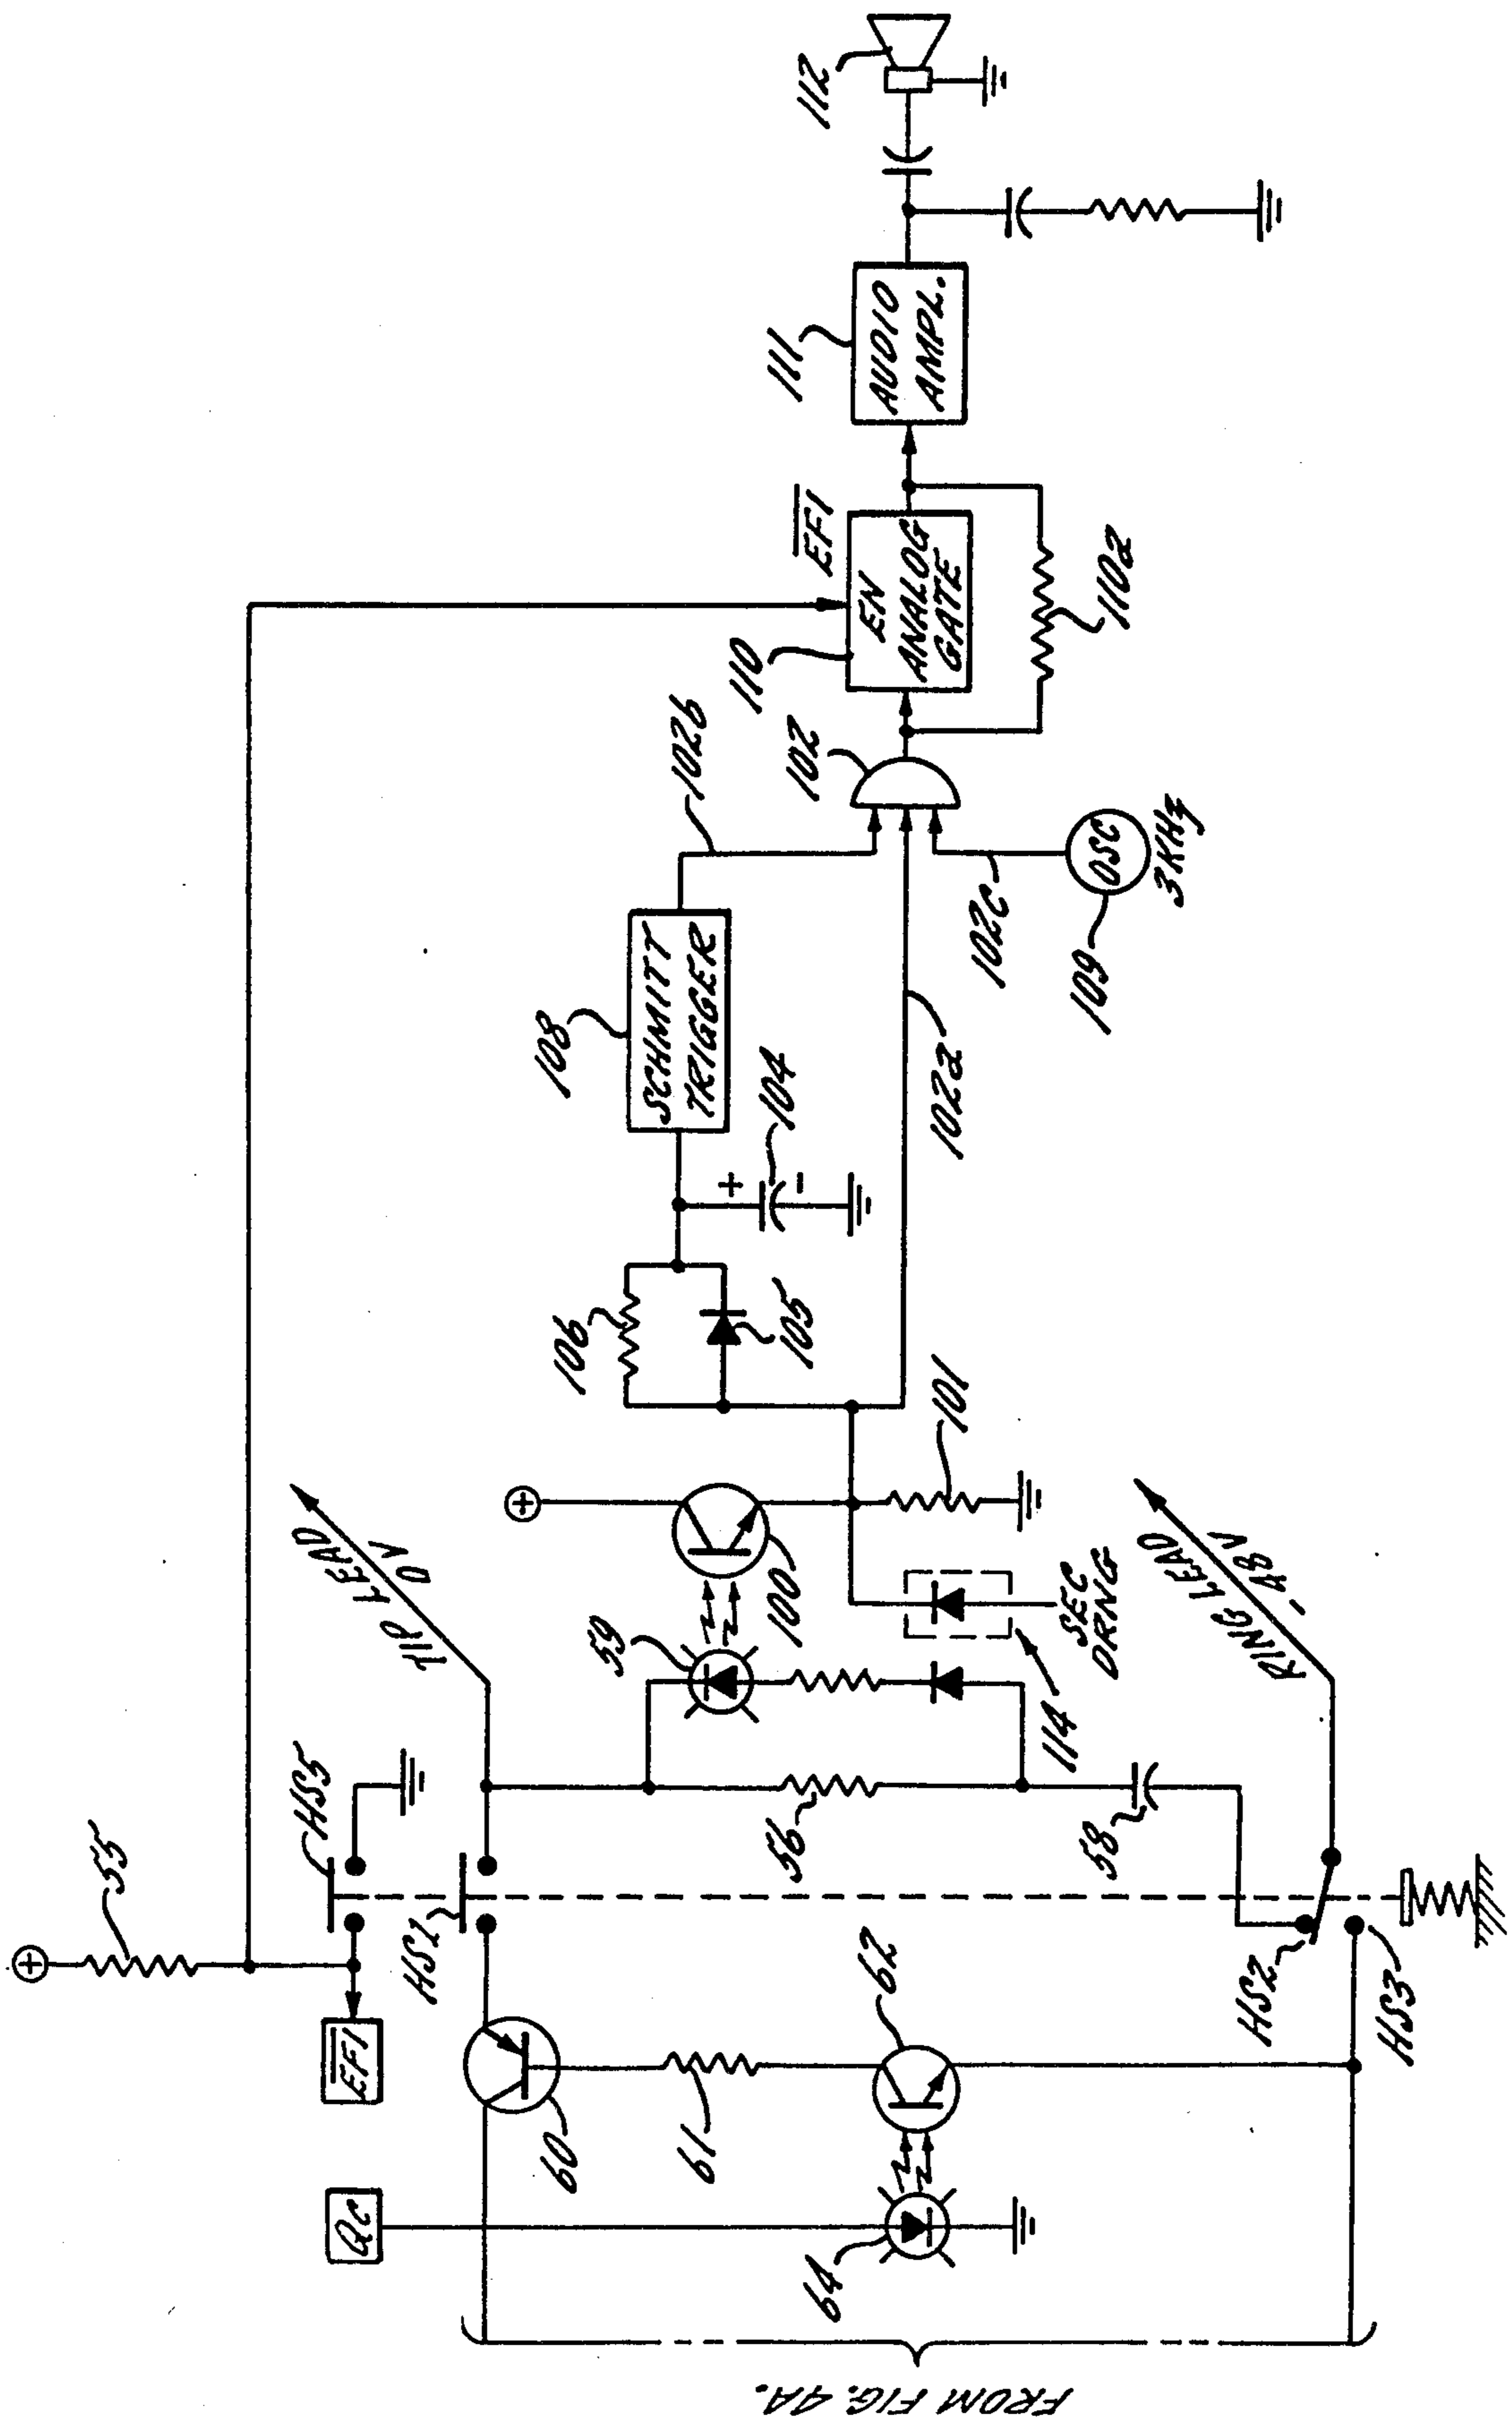 55
HS5
EFI
TIP LEAD
0V
HS1
QC
60
61
62
64
59
100
56
58
114
SEC
DRNG
101
RING LEAD
-48V
HS2
HS3
FROM FIG. 4A.
106
105
104
108
SCHMITT
TRIGGER
102b
102a
102c
102
109
OSC
3KHz
110
EFI
EN
ANALOG
GATE
110a
111
AUDIO
AMPL.
112